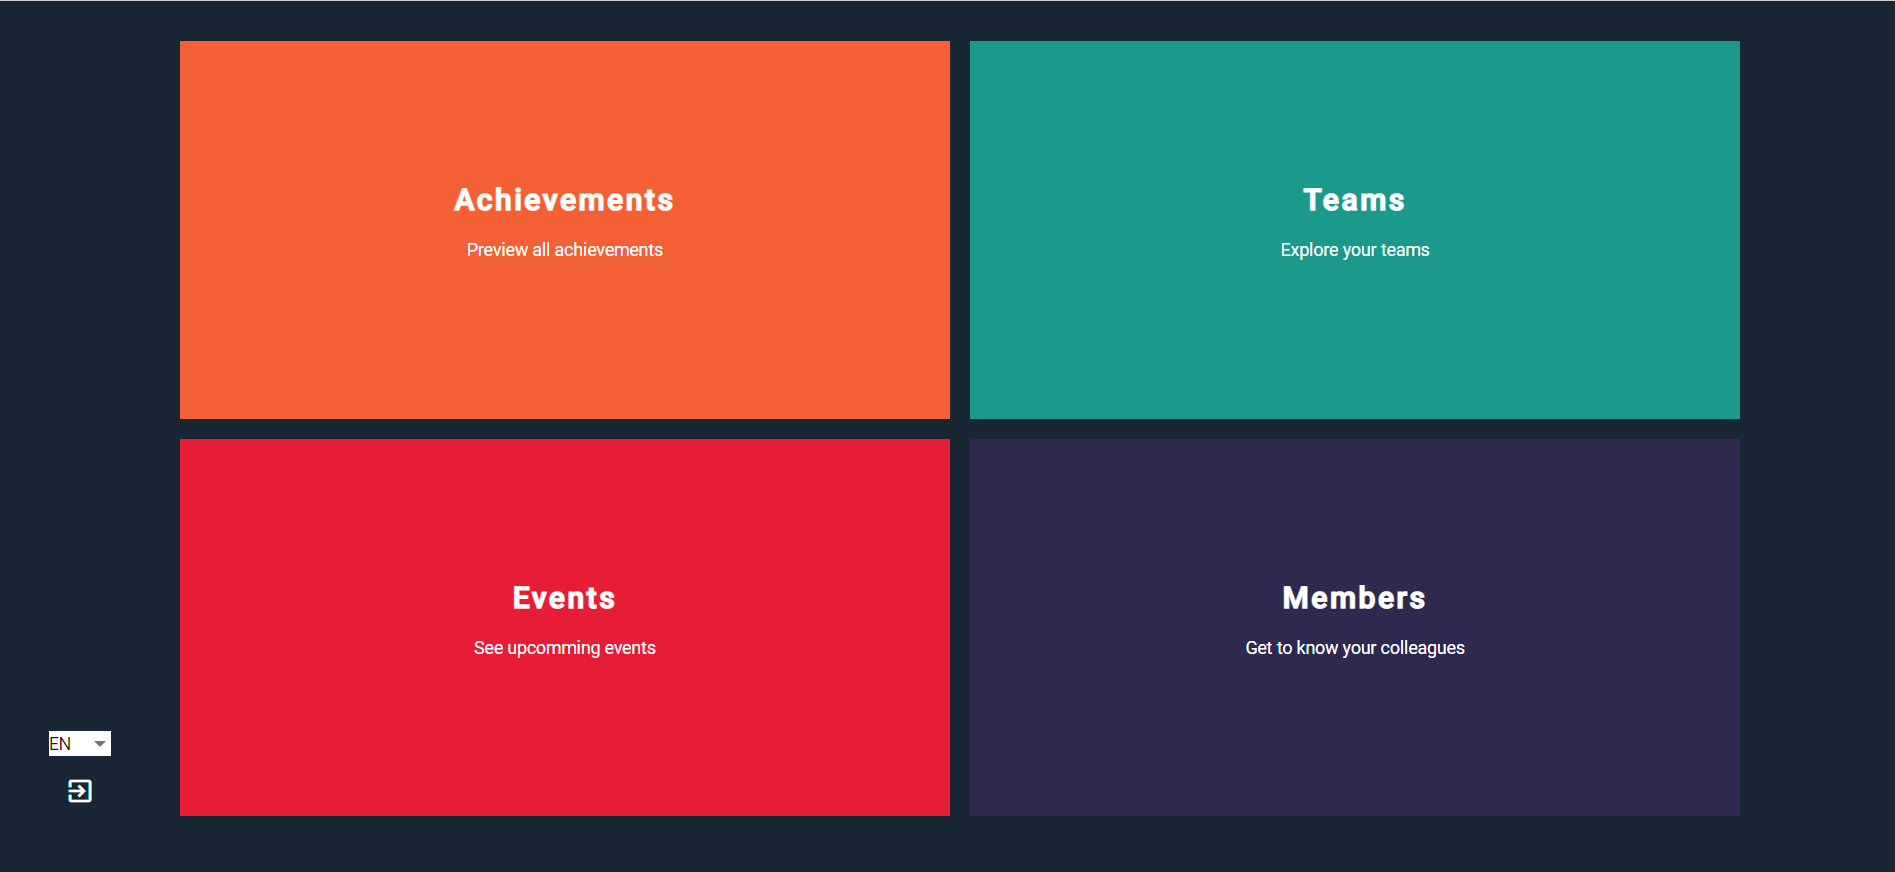 Achievements
Preview all achievements
Teams
Explore your teams
Events
See upcomming events
Members
Get to know your colleagues
EN